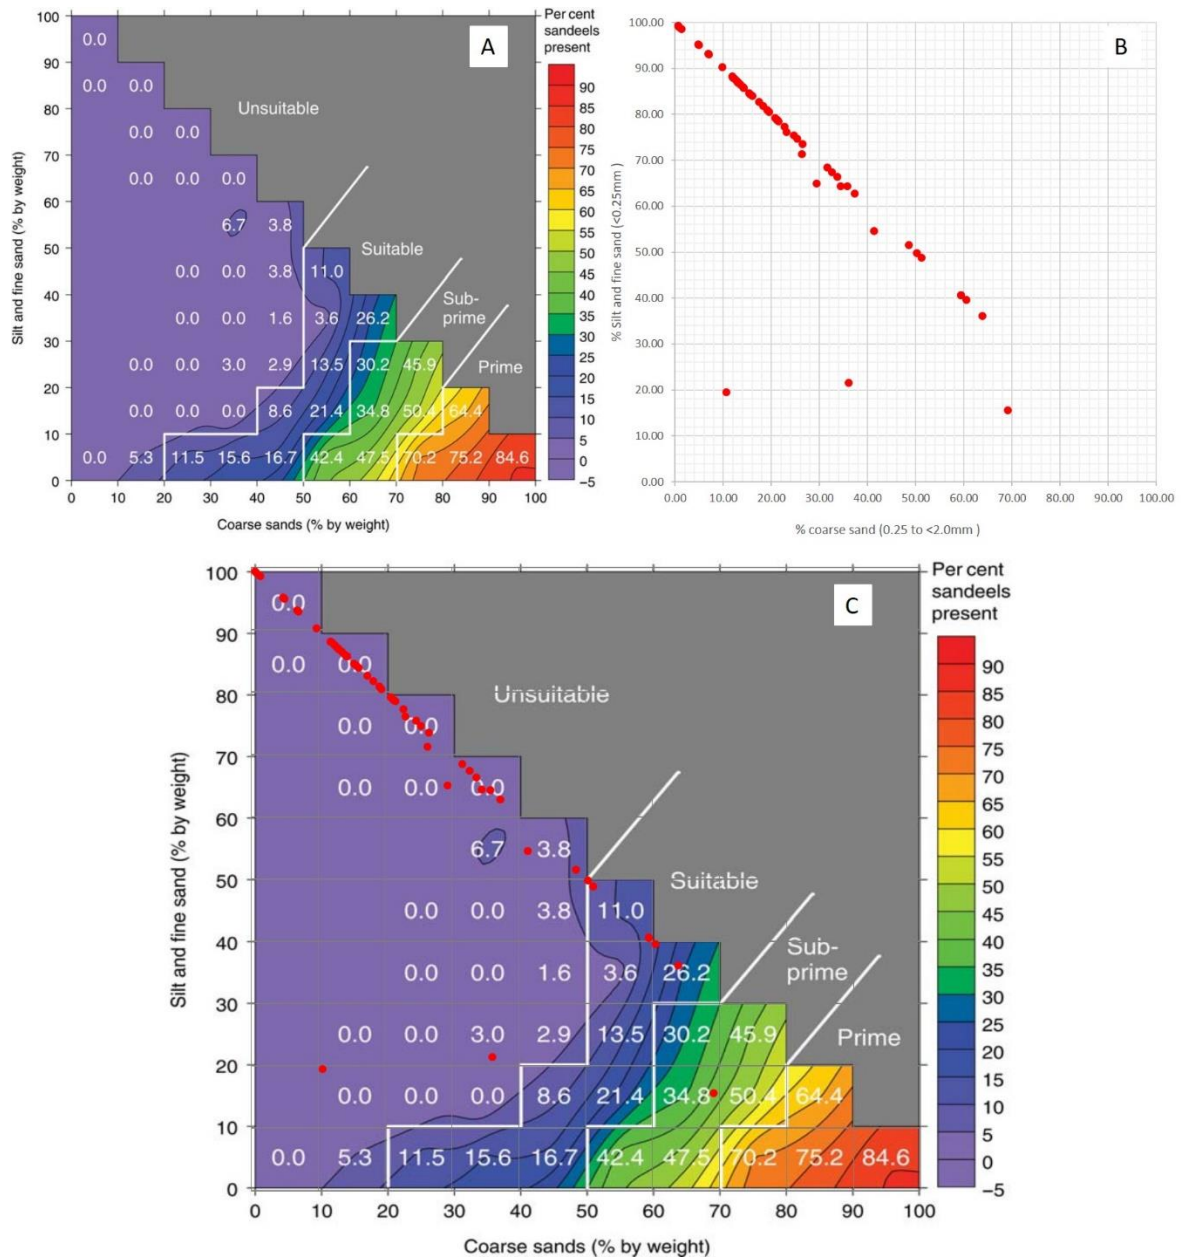 Per cent
sandeels
present
A
100
90
80
70
60
50
40
30
20
10
0
Silt and fine sand (% by weight)
0.0
0.0 0.0
0.0 0.0
0.0 0.0 0.0
6.7 3.8
0.0 0.0 3.8 11.0
0.0 0.0 1.6 3.6 26.2
0.0 0.0 3.0 2.9 13.5 30.2 45.9
0.0 0.0 0.0 8.6 21.4 34.8 50.4 64.4
0.0 5.3 11.5 15.6 16.7 42.4 47.5 70.2 75.2 84.6
Unsuitable
Suitable
Sub-
prime
Prime
0 10 20 30 40 50 60 70 80 90 100
Coarse sands (% by weight)
90
85
80
75
70
65
60
55
50
45
40
35
30
25
20
15
10
5
0
−5
B
100.00
90.00
80.00
70.00
60.00
50.00
40.00
30.00
20.00
10.00
0.00
% Silt and fine sand (<0.25mm )
0.00 10.00 20.00 30.00 40.00 50.00 60.00 70.00 80.00 90.00 100.00
% coarse sand (0.25 to <2.0mm )
Per cent
sandeels
present
C
100
90
80
70
60
50
40
30
20
10
0
Silt and fine sand (% by weight)
0.0
0.0 0.0
0.0 0.0
0.0 0.0 0.0
6.7 3.8
0.0 0.0 3.8 11.0
0.0 0.0 1.6 3.6 26.2
0.0 0.0 3.0 2.9 13.5 30.2 45.9
0.0 0.0 0.0 8.6 21.4 34.8 50.4 64.4
0.0 5.3 11.5 15.6 16.7 42.4 47.5 70.2 75.2 84.6
Unsuitable
Suitable
Sub-
prime
Prime
0 10 20 30 40 50 60 70 80 90 100
Coarse sands (% by weight)
90
85
80
75
70
65
60
55
50
45
40
35
30
25
20
15
10
5
0
−5